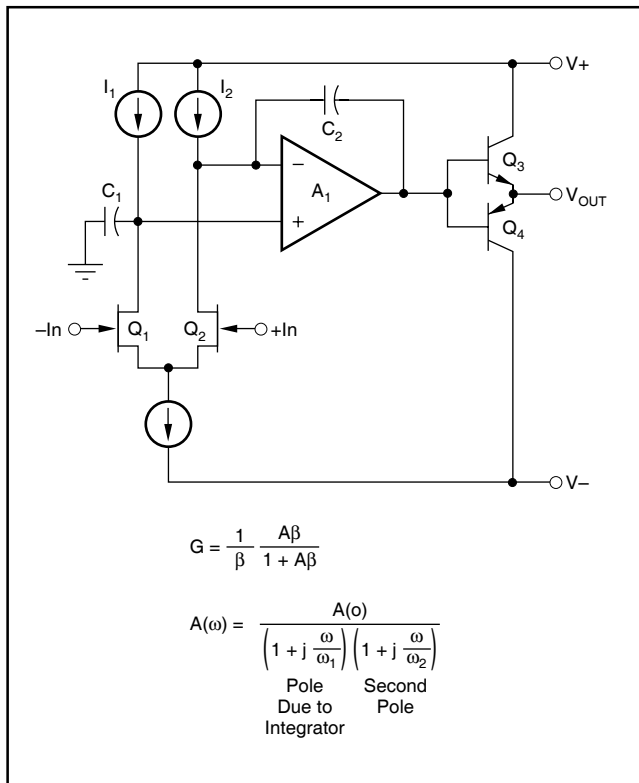 V+
I₁
I₂
C₂
Q₃
C₁
−
A₁
+
V_OUT
Q₄
–In
Q₁
Q₂
+In
V–
G = 1/β Aβ/(1 + Aβ)
A(ω) = A(o)/((1 + j ω/ω₁)(1 + j ω/ω₂))
Pole Second
Due to Pole
Integrator